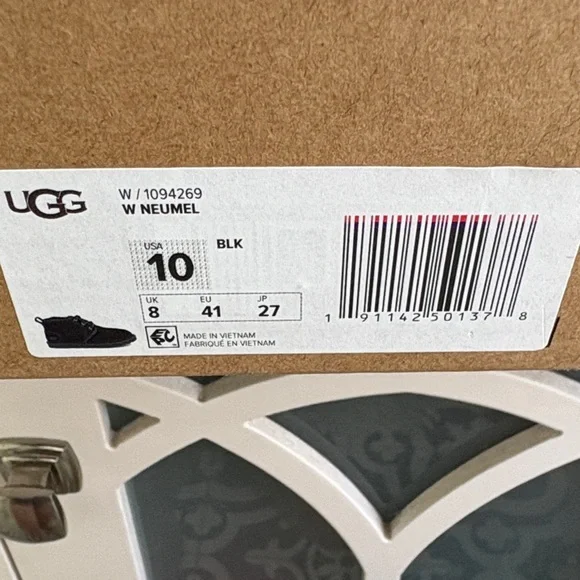 UGG
W / 1094269
W NEUMEL
USA
10
BLK
UK EU JP
8 41 27
MADE IN VIETNAM
FABRIQUÉ EN VIETNAM
1 91142 50137 8